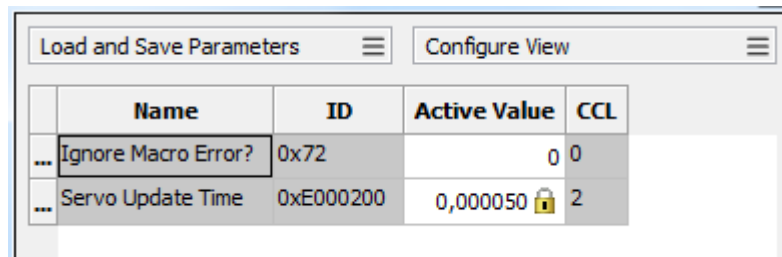 Load and Save Parameters Configure View
Name ID Active Value CCL
... Ignore Macro Error? 0x72 0 0
... Servo Update Time 0xE000200 0,000050 2